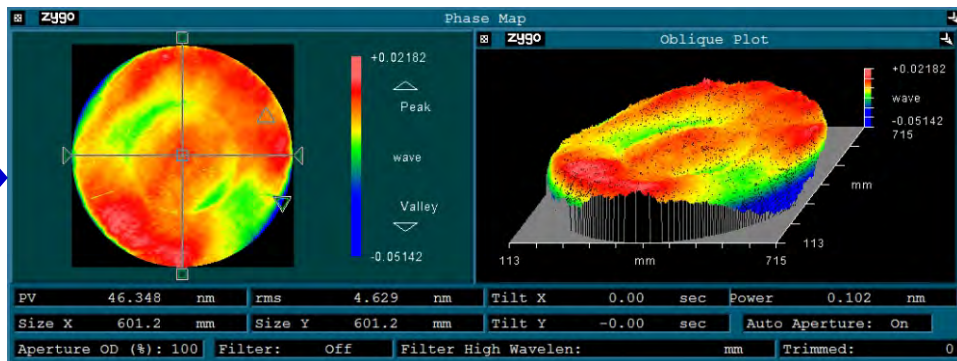 zygo Phase Map
zygo Oblique Plot
+0.02182
Peak
wave
Valley
-0.05142
+0.02182
wave
-0.05142
715
mm
113
113 mm 715
PV 46.348 nm rms 4.629 nm Tilt X 0.00 sec Power 0.102 nm
Size X 601.2 mm Size Y 601.2 mm Tilt Y -0.00 sec Auto Aperture: On
Aperture OD (%): 100 Filter: Off Filter High Wavelen: mm Trimmed: 0